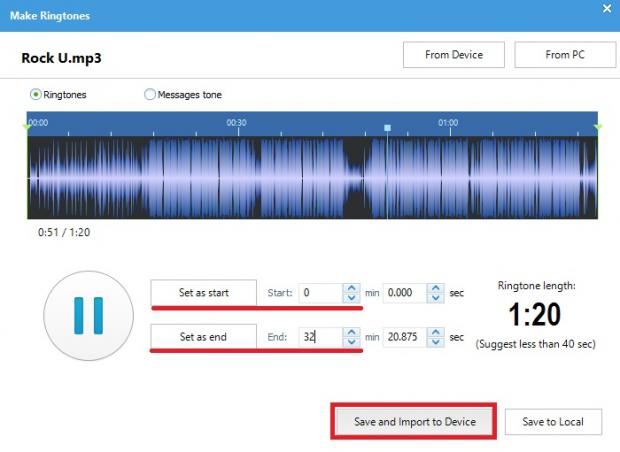 Make Ringtones
Rock U.mp3
From Device
From PC
Ringtones
Messages tone
00:00
00:30
01:00
0:51 / 1:20
Set as start
Start:
0
min
0.000
sec
Set as end
End:
32
min
20.875
sec
Ringtone length:
1:20
(Suggest less than 40 sec)
Save and Import to Device
Save to Local